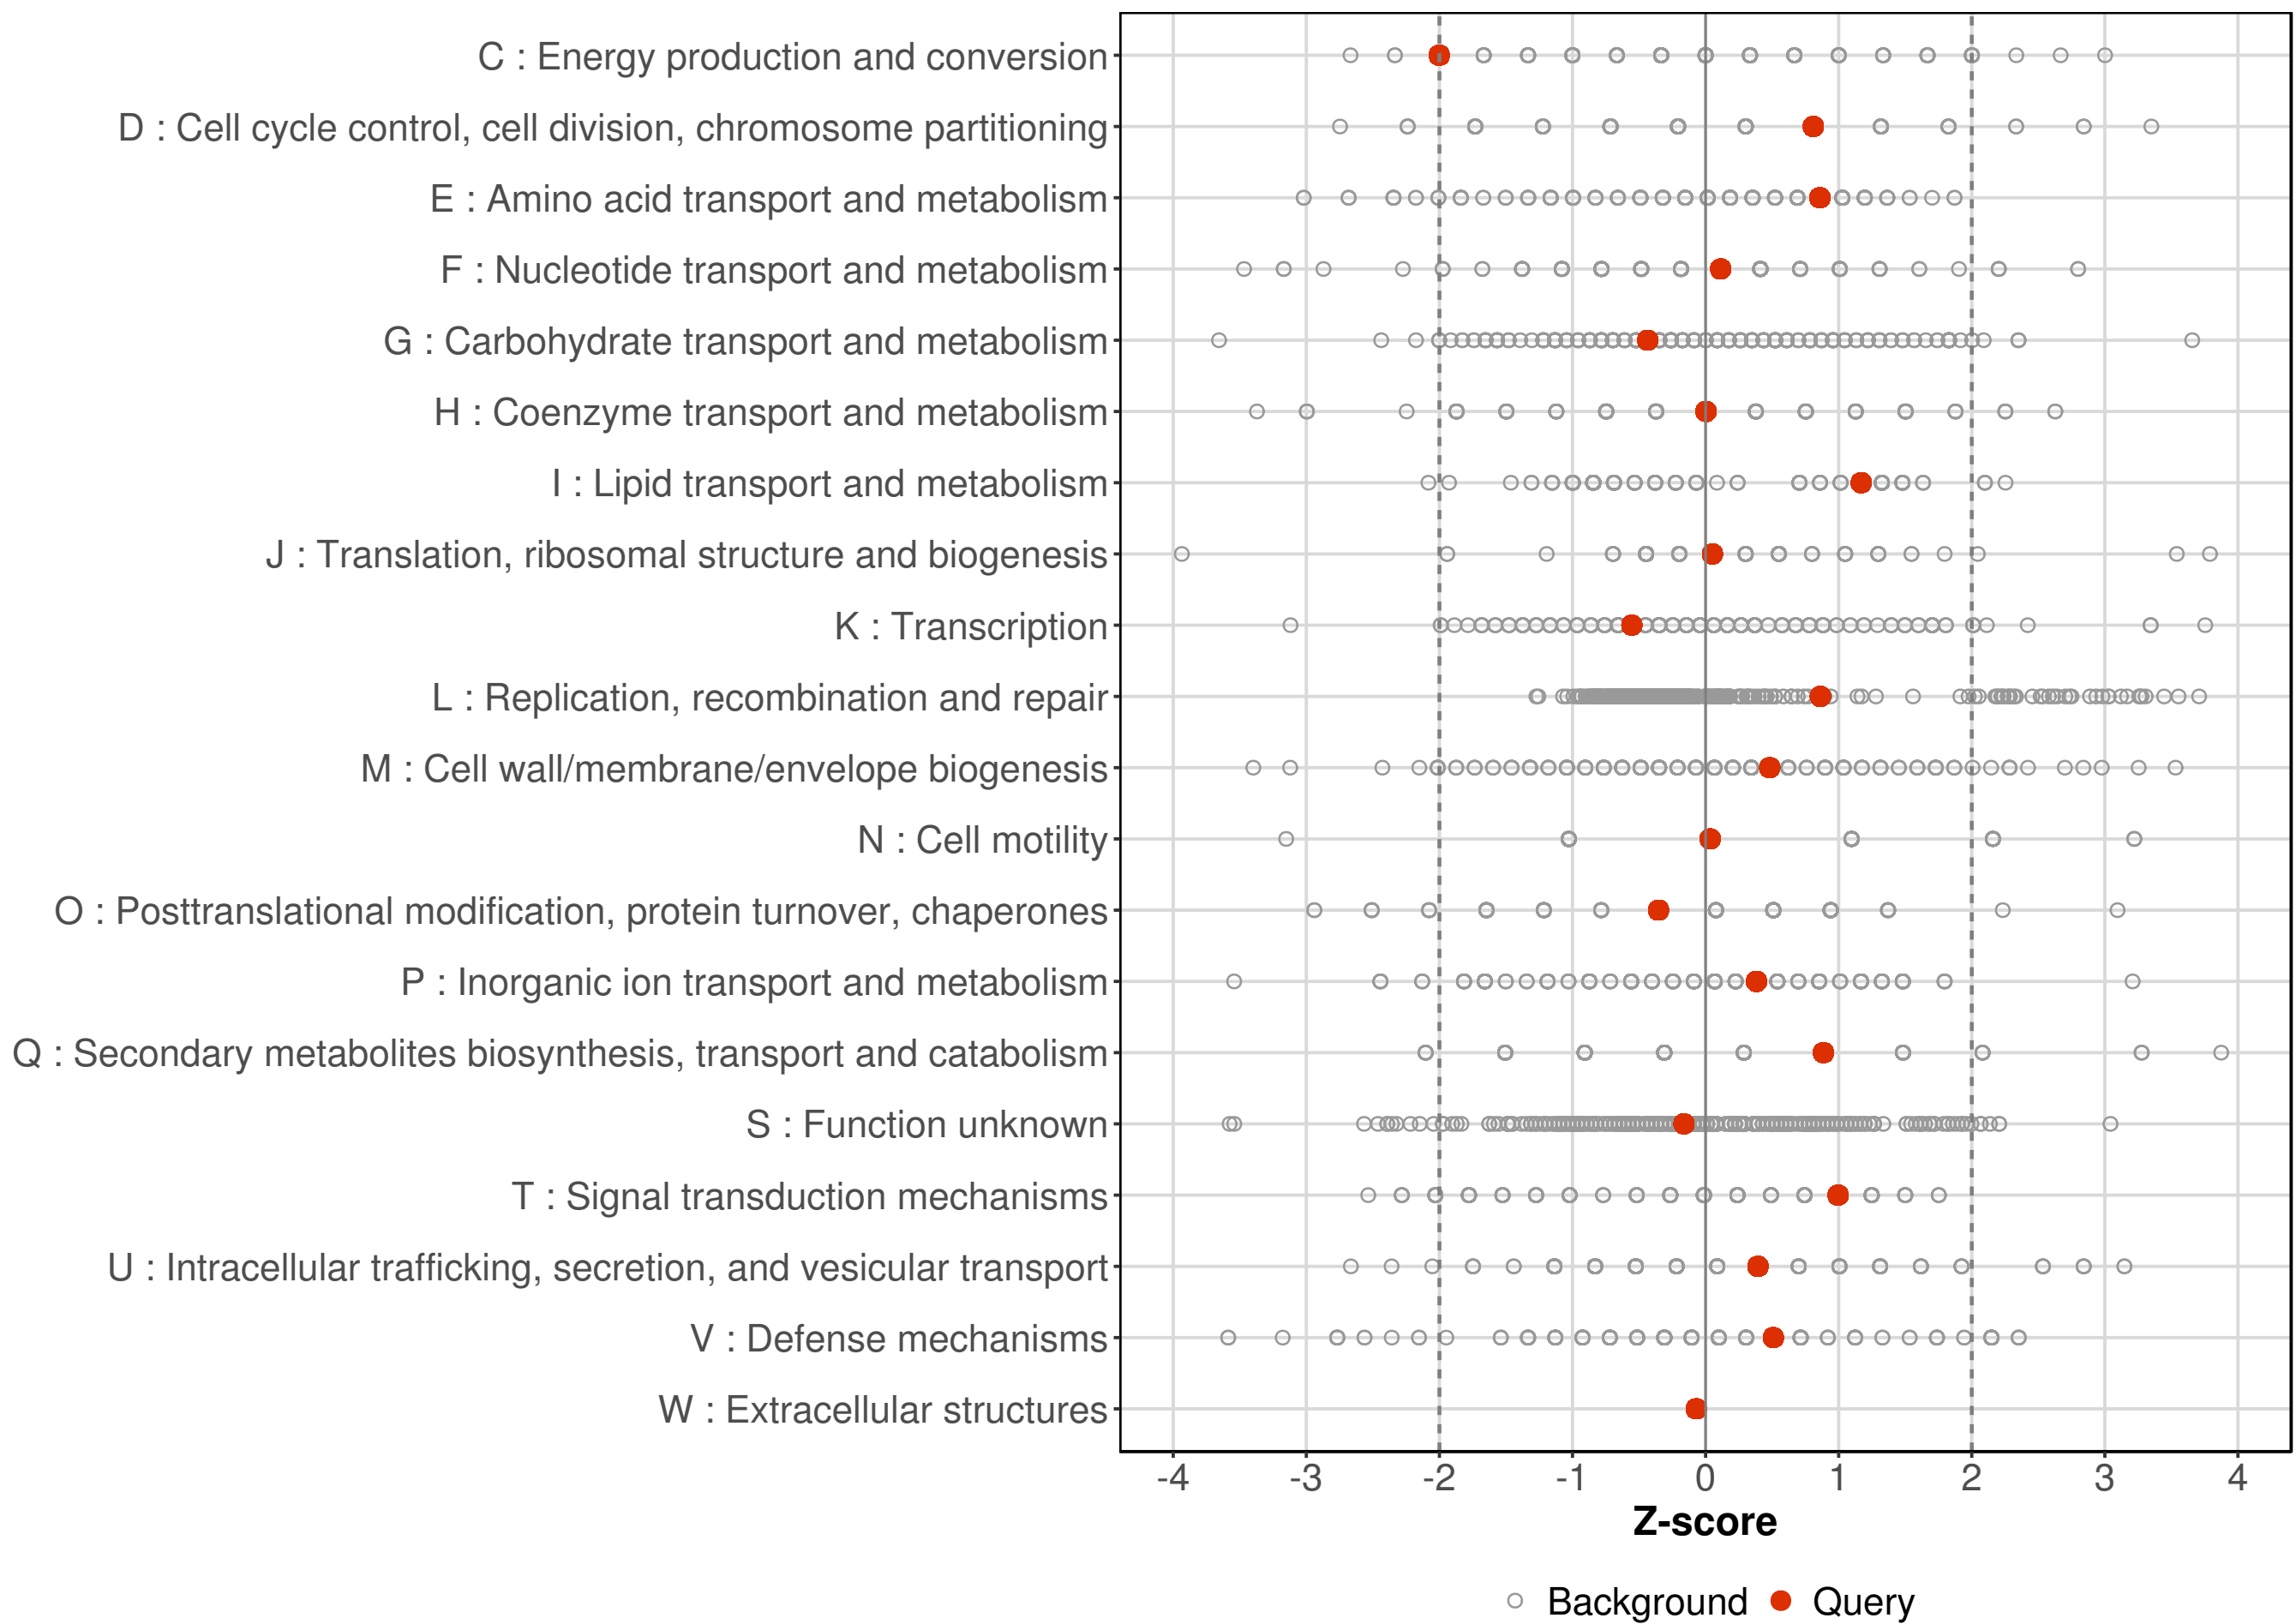 C : Energy production and conversion
D : Cell cycle control, cell division, chromosome partitioning
E : Amino acid transport and metabolism
F : Nucleotide transport and metabolism
G : Carbohydrate transport and metabolism
H : Coenzyme transport and metabolism
I : Lipid transport and metabolism
J : Translation, ribosomal structure and biogenesis
K : Transcription
L : Replication, recombination and repair
M : Cell wall/membrane/envelope biogenesis
N : Cell motility
O : Posttranslational modification, protein turnover, chaperones
P : Inorganic ion transport and metabolism
Q : Secondary metabolites biosynthesis, transport and catabolism
S : Function unknown
T : Signal transduction mechanisms
U : Intracellular trafficking, secretion, and vesicular transport
V : Defense mechanisms
W : Extracellular structures
-4 -3 -2 -1 0 1 2 3 4
Z-score
Background Query